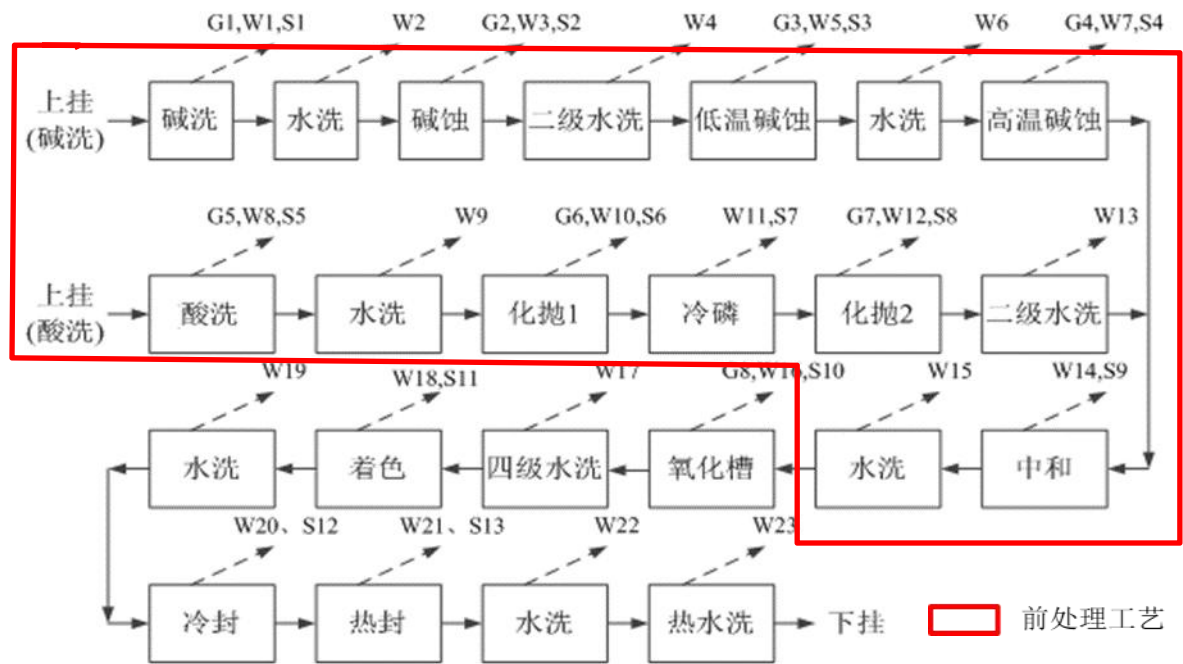 G1,W1,S1 W2 G2,W3,S2 W4 G3,W5,S3 W6 G4,W7,S4
上挂
(碱洗)
碱洗 水洗 碱蚀 二级水洗 低温碱蚀 水洗 高温碱蚀
G5,W8,S5 W9 G6,W10,S6 W11,S7 G7,W12,S8 W13
上挂
(酸洗)
酸洗 水洗 化抛1 冷磷 化抛2 二级水洗
W19 W18,S11 W17 G8,W16,S10 W15 W14,S9
水洗 着色 四级水洗 氧化槽 水洗 中和
W20、S12 W21、S13 W22 W23
冷封 热封 水洗 热水洗 下挂
前处理工艺